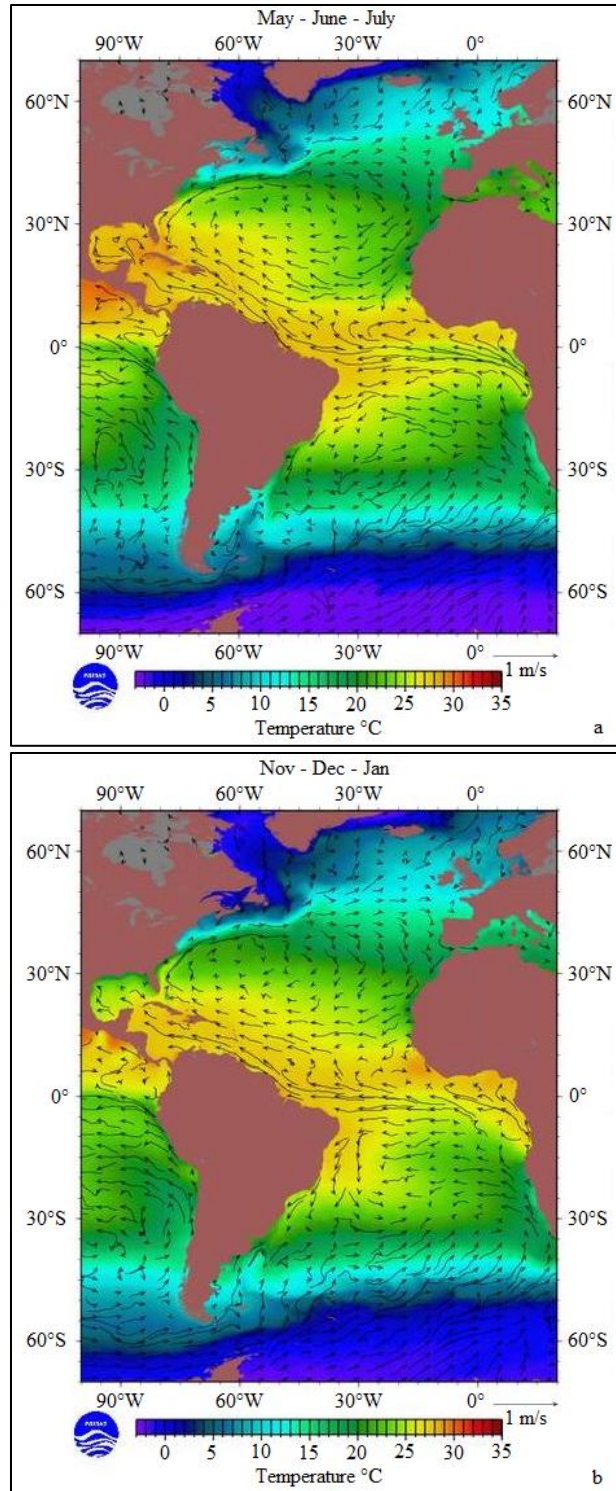 May - June - July
90°W 60°W 30°W 0°
60°N 60°N
30°N 30°N
0° 0°
30°S 30°S
60°S 60°S
90°W 60°W 30°W 0°
1 m/s
0 5 10 15 20 25 30 35
Temperature °C
a
Nov - Dec - Jan
90°W 60°W 30°W 0°
60°N 60°N
30°N 30°N
0° 0°
30°S 30°S
60°S 60°S
90°W 60°W 30°W 0°
1 m/s
0 5 10 15 20 25 30 35
Temperature °C
b